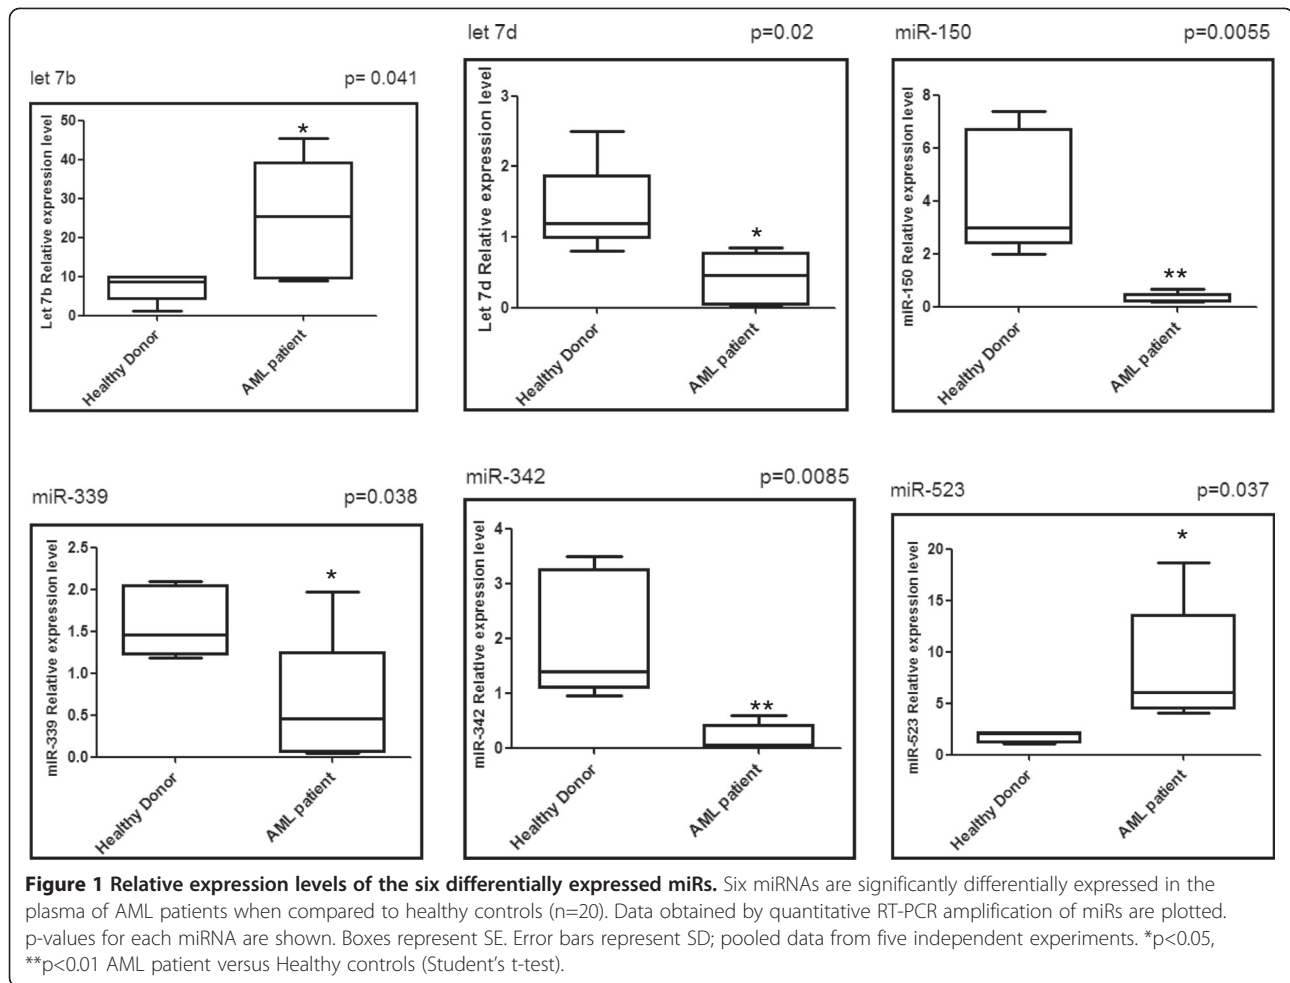 let 7b p= 0.041
Let 7b Relative expression level
50
40
30
20
10
0
*
Healthy Donor
AML patient
let 7d p=0.02
Let 7d Relative expression level
3
2
1
0
*
Healthy Donor
AML patient
miR-150 p=0.0055
miR-150 Relative expression level
8
6
4
2
0
**
Healthy Donor
AML patient
miR-339 p=0.038
miR-339 Relative expression level
2.5
2.0
1.5
1.0
0.5
0.0
*
Healthy Donor
AML patient
miR-342 p=0.0085
miR-342 Relative expression level
4
3
2
1
0
**
Healthy Donor
AML patient
miR-523 p=0.037
miR-523 Relative expression level
20
15
10
5
0
*
Healthy Donor
AML patient
Figure 1 Relative expression levels of the six differentially expressed miRs. Six miRNAs are significantly differentially expressed in the
plasma of AML patients when compared to healthy controls (n=20). Data obtained by quantitative RT-PCR amplification of miRs are plotted.
p-values for each miRNA are shown. Boxes represent SE. Error bars represent SD; pooled data from five independent experiments. *p<0.05,
**p<0.01 AML patient versus Healthy controls (Student's t-test).